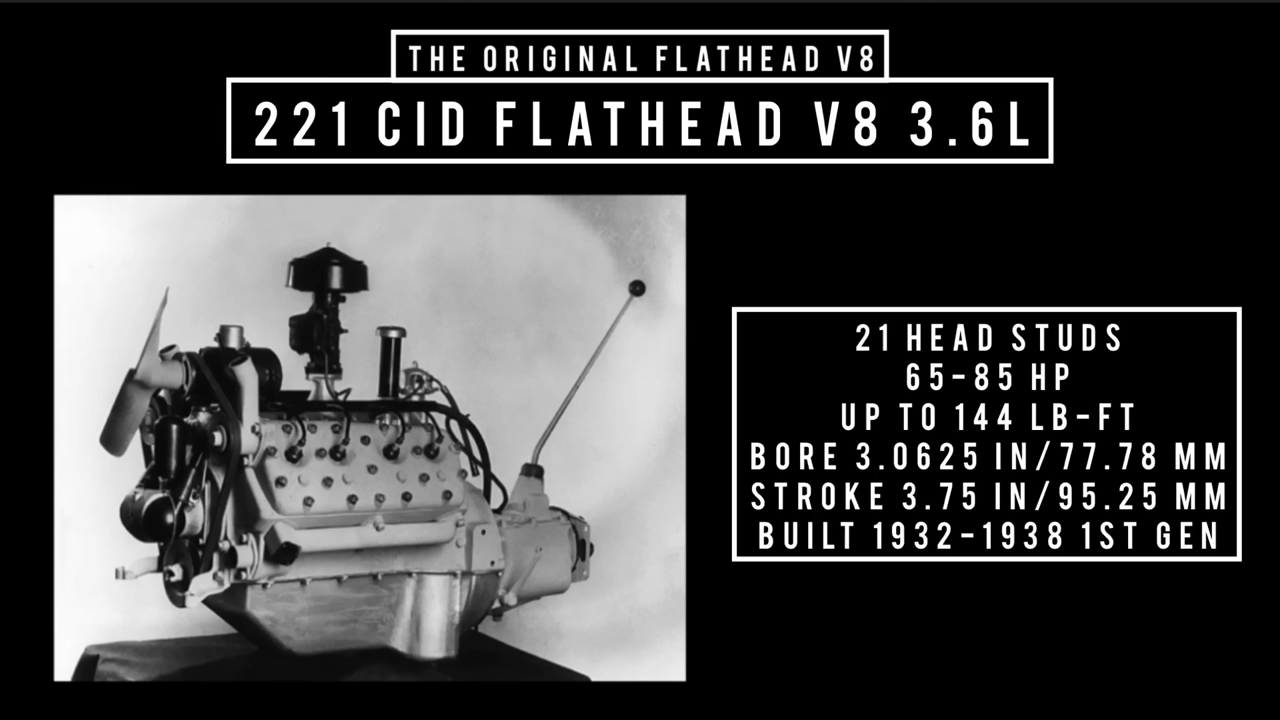 THE ORIGINAL FLATHEAD V8
221 CID FLATHEAD V8 3.6L
21 HEAD STUDS
65-85 HP
UP TO 144 LB-FT
BORE 3.0625 IN/77.78 MM
STROKE 3.75 IN/95.25 MM
BUILT 1932-1938 1ST GEN